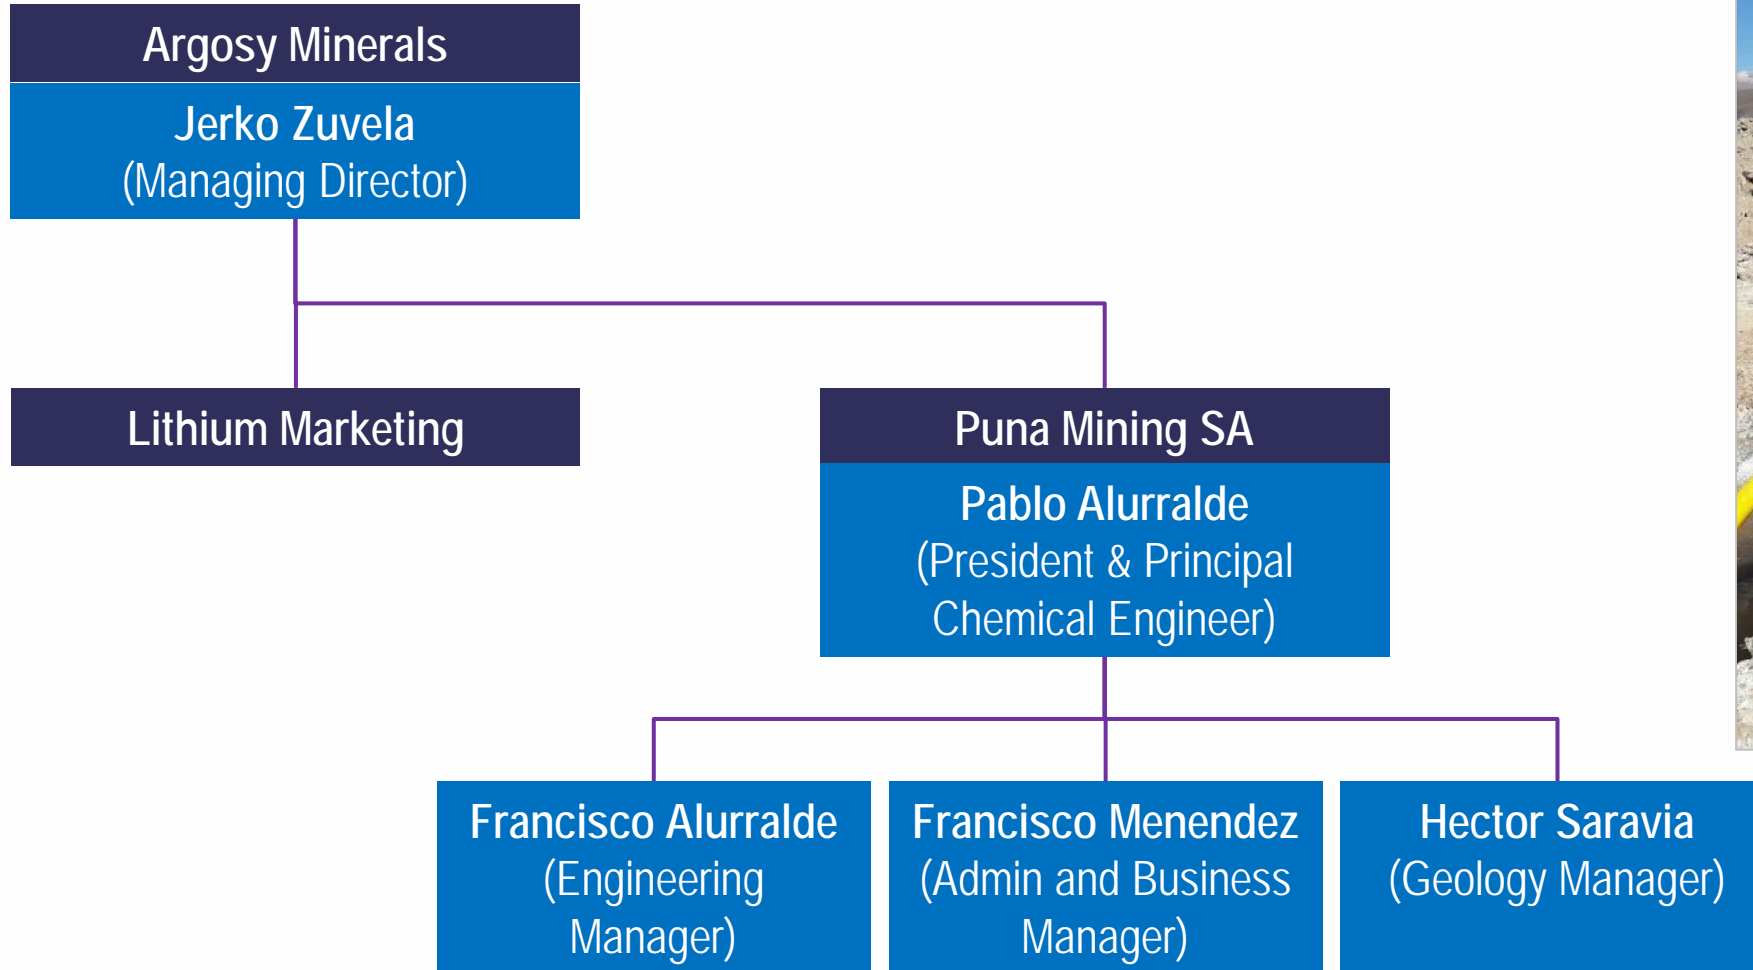 Argosy Minerals
Jerko Zuvela
(Managing Director)
Lithium Marketing
Puna Mining SA
Pablo Alurralde
(President & Principal
Chemical Engineer)
Francisco Alurralde
(Engineering
Manager)
Francisco Menendez
(Admin and Business
Manager)
Hector Saravia
(Geology Manager)